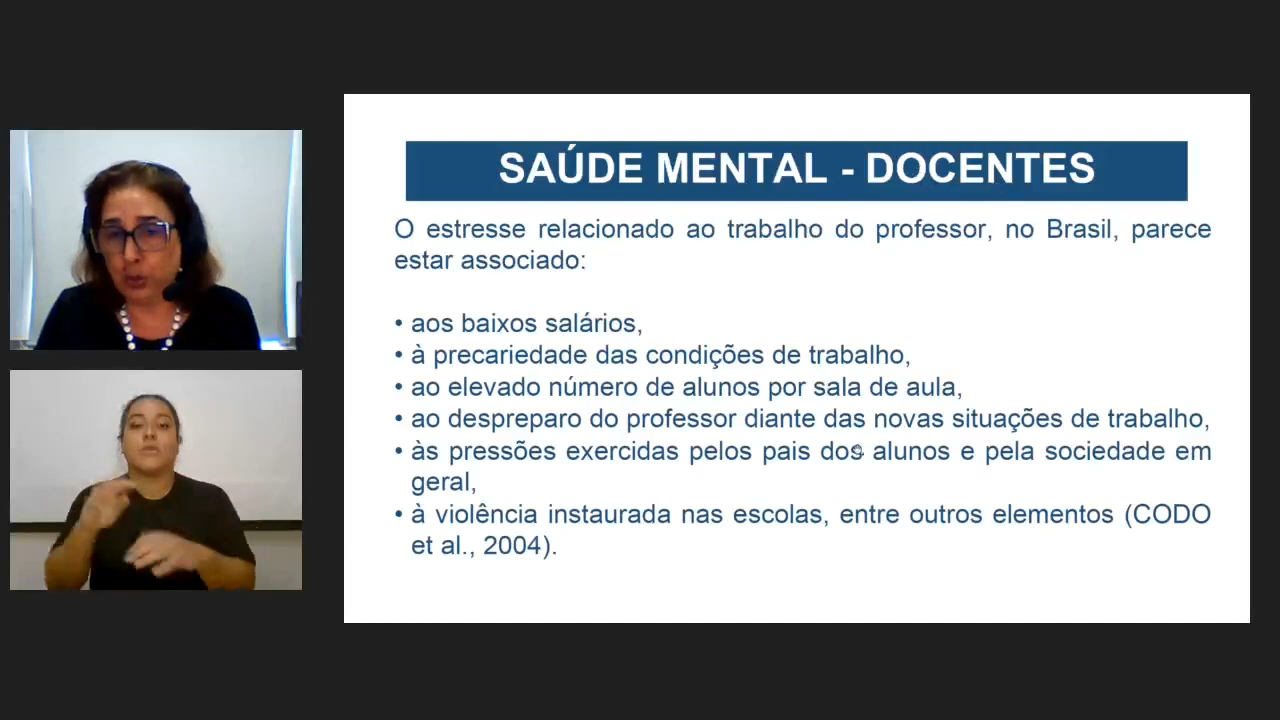 SAÚDE MENTAL - DOCENTES
O estresse relacionado ao trabalho do professor, no Brasil, parece
estar associado:
• aos baixos salários,
• à precariedade das condições de trabalho,
• ao elevado número de alunos por sala de aula,
• ao despreparo do professor diante das novas situações de trabalho,
• às pressões exercidas pelos pais dos alunos e pela sociedade em
geral,
• à violência instaurada nas escolas, entre outros elementos (CODO
et al., 2004).